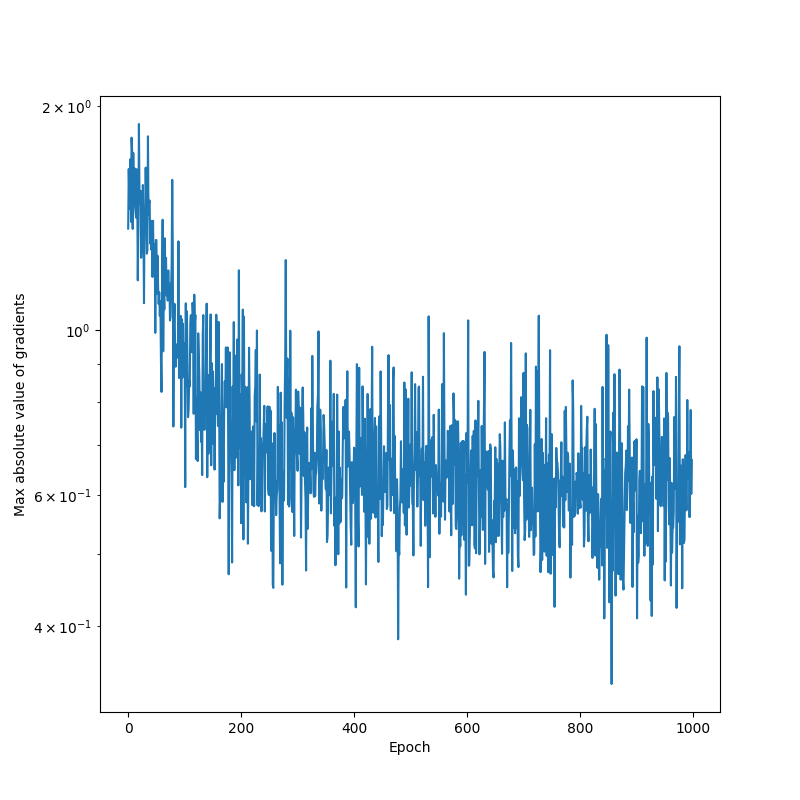 Max absolute value of gradients
2 × 10⁰
10⁰
6 × 10⁻¹
4 × 10⁻¹
0 200 400 600 800 1000
Epoch